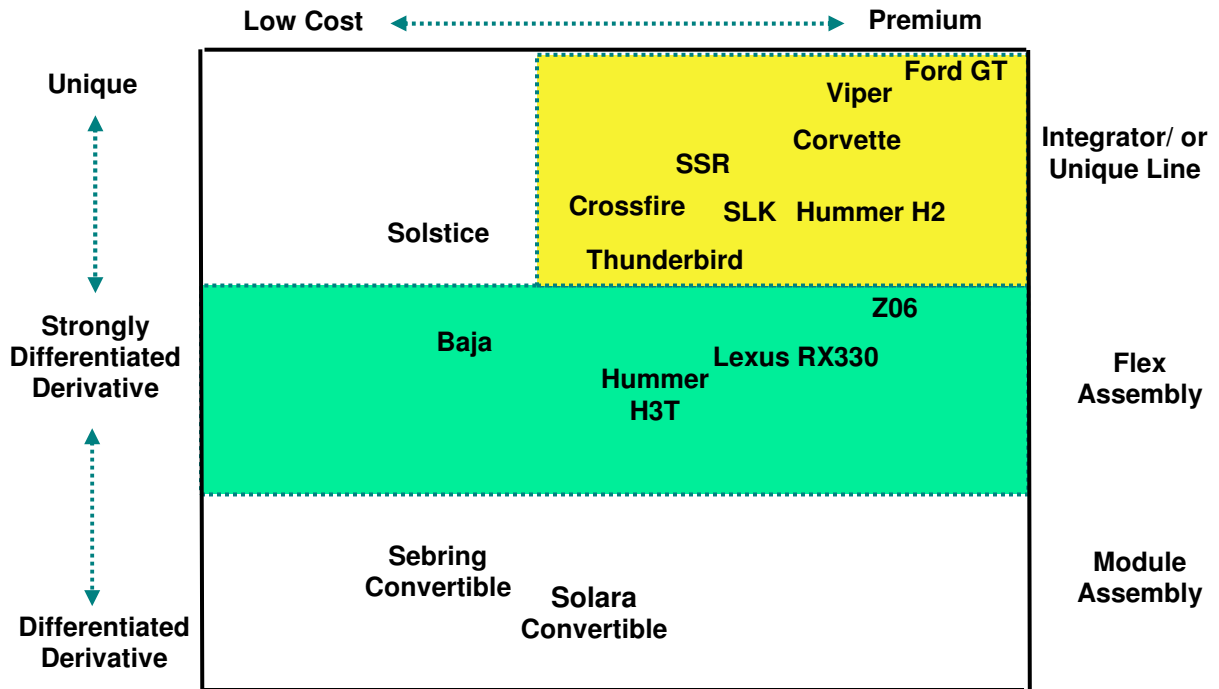 Low Cost
Premium
Unique
Strongly
Differentiated
Derivative
Differentiated
Derivative
Ford GT
Viper
Corvette
SSR
Crossfire
SLK
Hummer H2
Solstice
Thunderbird
Z06
Baja
Lexus RX330
Hummer
H3T
Sebring
Convertible
Solara
Convertible
Integrator/ or
Unique Line
Flex
Assembly
Module
Assembly